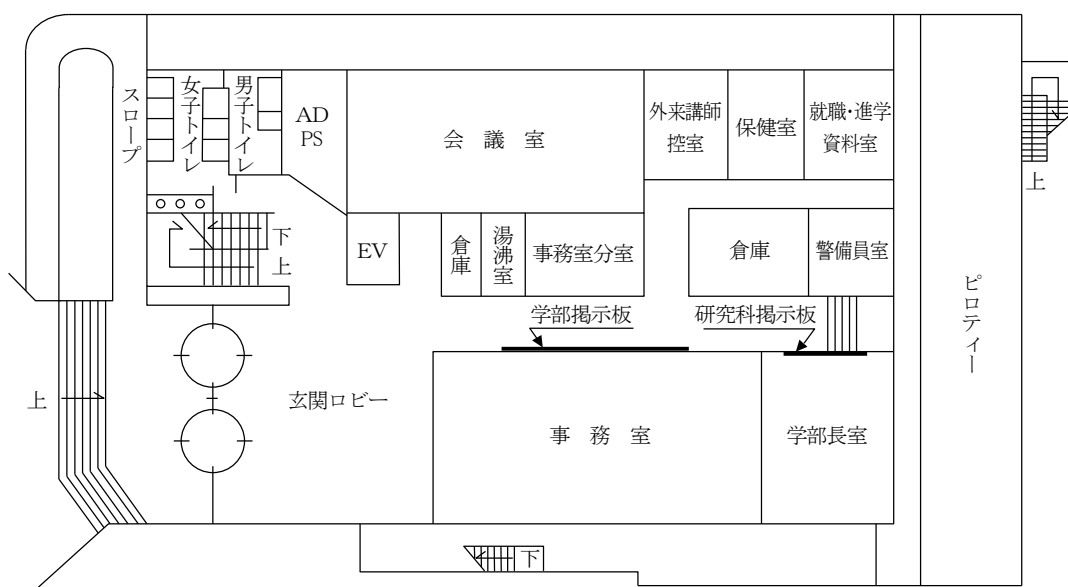 スロープ
女子トイレ
男子トイレ
AD
PS
会議室
外来講師
控室
保健室
就職・進学
資料室
上
下
上
EV
倉庫
湯沸室
事務室分室
倉庫
警備員室
学部掲示板
研究科掲示板
ピロティー
上
玄関ロビー
事務室
学部長室
下